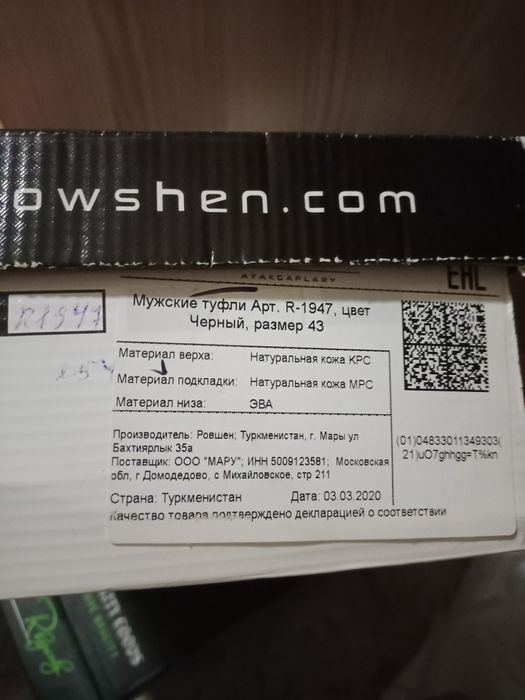 owshen.com
AYAKGAPLARY
EAC
R1947
Мужские туфли Арт. R-1947, цвет
Черный, размер 43
Материал верха: Натуральная кожа КРС
Материал подкладки: Натуральная кожа МРС
Материал низа: ЭВА
Производитель: Ровшен; Туркменистан, г. Мары ул
Бахтиярлык 35а
Поставщик: ООО "МАРУ"; ИНН 5009123581; Московская
обл, г Домодедово, с Михайловское, стр 211
Страна: Туркменистан Дата: 03.03.2020
Качество товара подтверждено декларацией о соответствии
(01)04833011349303(
21)uO7ghhgg=T%kn